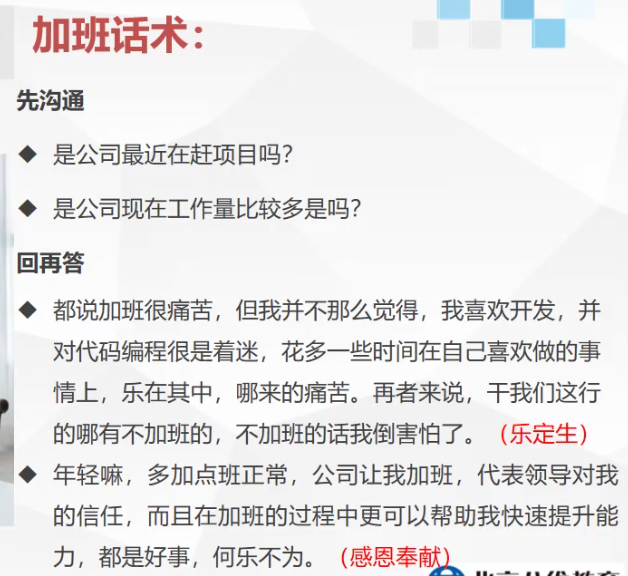 加班话术：
先沟通
◆ 是公司最近在赶项目吗？
◆ 是公司现在工作量比较多是吗？
回再答
◆ 都说加班很痛苦，但我并不那么觉得，我喜欢开发，并
对代码编程很是着迷，花多一些时间在自己喜欢做的事
情上，乐在其中，哪来的痛苦。再者来说，干我们这行
的哪有不加班的，不加班的话我倒害怕了。（乐定生）
◆ 年轻嘛，多加点班正常，公司让我加班，代表领导对我
的信任，而且在加班的过程中更可以帮助我快速提升能
力，都是好事，何乐不为。（感恩奉献）